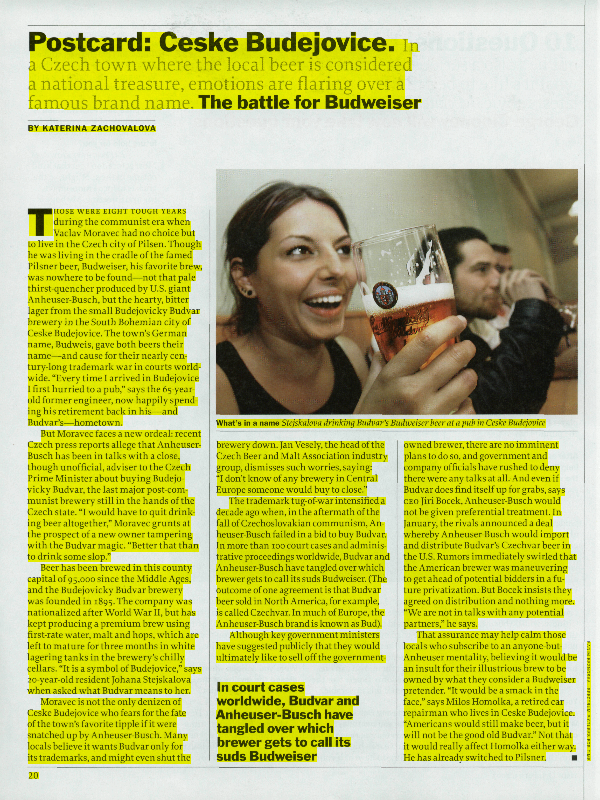 Postcard: Ceske Budejovice. In
a Czech town where the local beer is considered
a national treasure, emotions are flaring over a
famous brand name. The battle for Budweiser
BY KATERINA ZACHOVALOVA
THOSE WERE EIGHT TOUGH YEARS
during the communist era when
Vaclav Moravec had no choice but
to live in the Czech city of Pilsen. Though
he was living in the cradle of the famed
Pilsner beer, Budweiser, his favorite brew,
was nowhere to be found—not that pale
thirst-quencher produced by U.S. giant
Anheuser-Busch, but the hearty, bitter
lager from the small Budejovicky Budvar
brewery in the South Bohemian city of
Ceske Budejovice. The town's German
name, Budweis, gave both beers their
name—and cause for their nearly cen-
tury-long trademark war in courts world-
wide. "Every time I arrived in Budejovice
I first hurried to a pub," says the 65-year-
old former engineer, now happily spend-
ing his retirement back in his—and
Budvar's—hometown.
But Moravec faces a new ordeal: recent
Czech press reports allege that Anheuser-
Busch has been in talks with a close,
though unofficial, adviser to the Czech
Prime Minister about buying Budejo-
vicky Budvar, the last major post-com-
munist brewery still in the hands of the
Czech state. "I would have to quit drink-
ing beer altogether," Moravec grunts at
the prospect of a new owner tampering
with the Budvar magic. "Better that than
to drink some slop."
Beer has been brewed in this county
capital of 95,000 since the Middle Ages,
and the Budejovicky Budvar brewery
was founded in 1895. The company was
nationalized after World War II, but has
kept producing a premium brew using
first-rate water, malt and hops, which are
left to mature for three months in white
lagering tanks in the brewery's chilly
cellars. "It is a symbol of Budejovice," says
20-year-old resident Johana Stejskalova
when asked what Budvar means to her.
Moravec is not the only denizen of
Ceske Budejovice who fears for the fate
of the town's favorite tipple if it were
snatched up by Anheuser-Busch. Many
locals believe it wants Budvar only for
its trademarks, and might even shut the
What's in a name Stejskalova drinking Budvar's Budweiser beer at a pub in Ceske Budejovice
brewery down. Jan Vesely, the head of the
Czech Beer and Malt Association industry
group, dismisses such worries, saying:
"I don't know of any brewery in Central
Europe someone would buy to close."
The trademark tug-of-war intensified a
decade ago when, in the aftermath of the
fall of Czechoslovakian communism, An-
heuser-Busch failed in a bid to buy Budvar.
In more than 100 court cases and adminis-
trative proceedings worldwide, Budvar and
Anheuser-Busch have tangled over which
brewer gets to call its suds Budweiser. (The
outcome of one agreement is that Budvar
beer sold in North America, for example,
is called Czechvar. In much of Europe, the
Anheuser-Busch brand is known as Bud).
Although key government ministers
have suggested publicly that they would
ultimately like to sell off the government
In court cases
worldwide, Budvar and
Anheuser-Busch have
tangled over which
brewer gets to call its
suds Budweiser
owned brewer, there are no imminent
plans to do so, and government and
company officials have rushed to deny
there were any talks at all. And even if
Budvar does find itself up for grabs, says
CEO Jiri Bocek, Anheuser-Busch would
not be given preferential treatment. In
January, the rivals announced a deal
whereby Anheuser Busch would import
and distribute Budvar's Czechvar beer in
the U.S. Rumors immediately swirled that
the American brewer was maneuvering
to get ahead of potential bidders in a fu-
ture privatization. But Bocek insists they
agreed on distribution and nothing more.
"We are not in talks with any potential
partners," he says.
That assurance may help calm those
locals who subscribe to an anyone-but-
Anheuser mentality, believing it would be
an insult for their illustrious brew to be
owned by what they consider a Budweiser
pretender. "It would be a smack in the
face," says Milos Homolka, a retired car
repairman who lives in Ceske Budejovice.
"Americans would still make beer, but it
will not be the good old Budvar." Not that
it would really affect Homolka either way.
He has already switched to Pilsner.
20